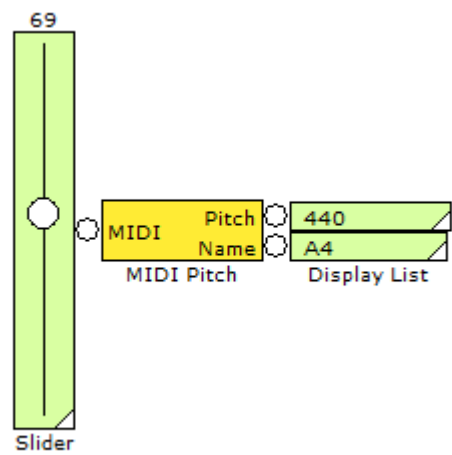 69
Pitch 440
MIDI
Name A4
MIDI Pitch Display List
Slider